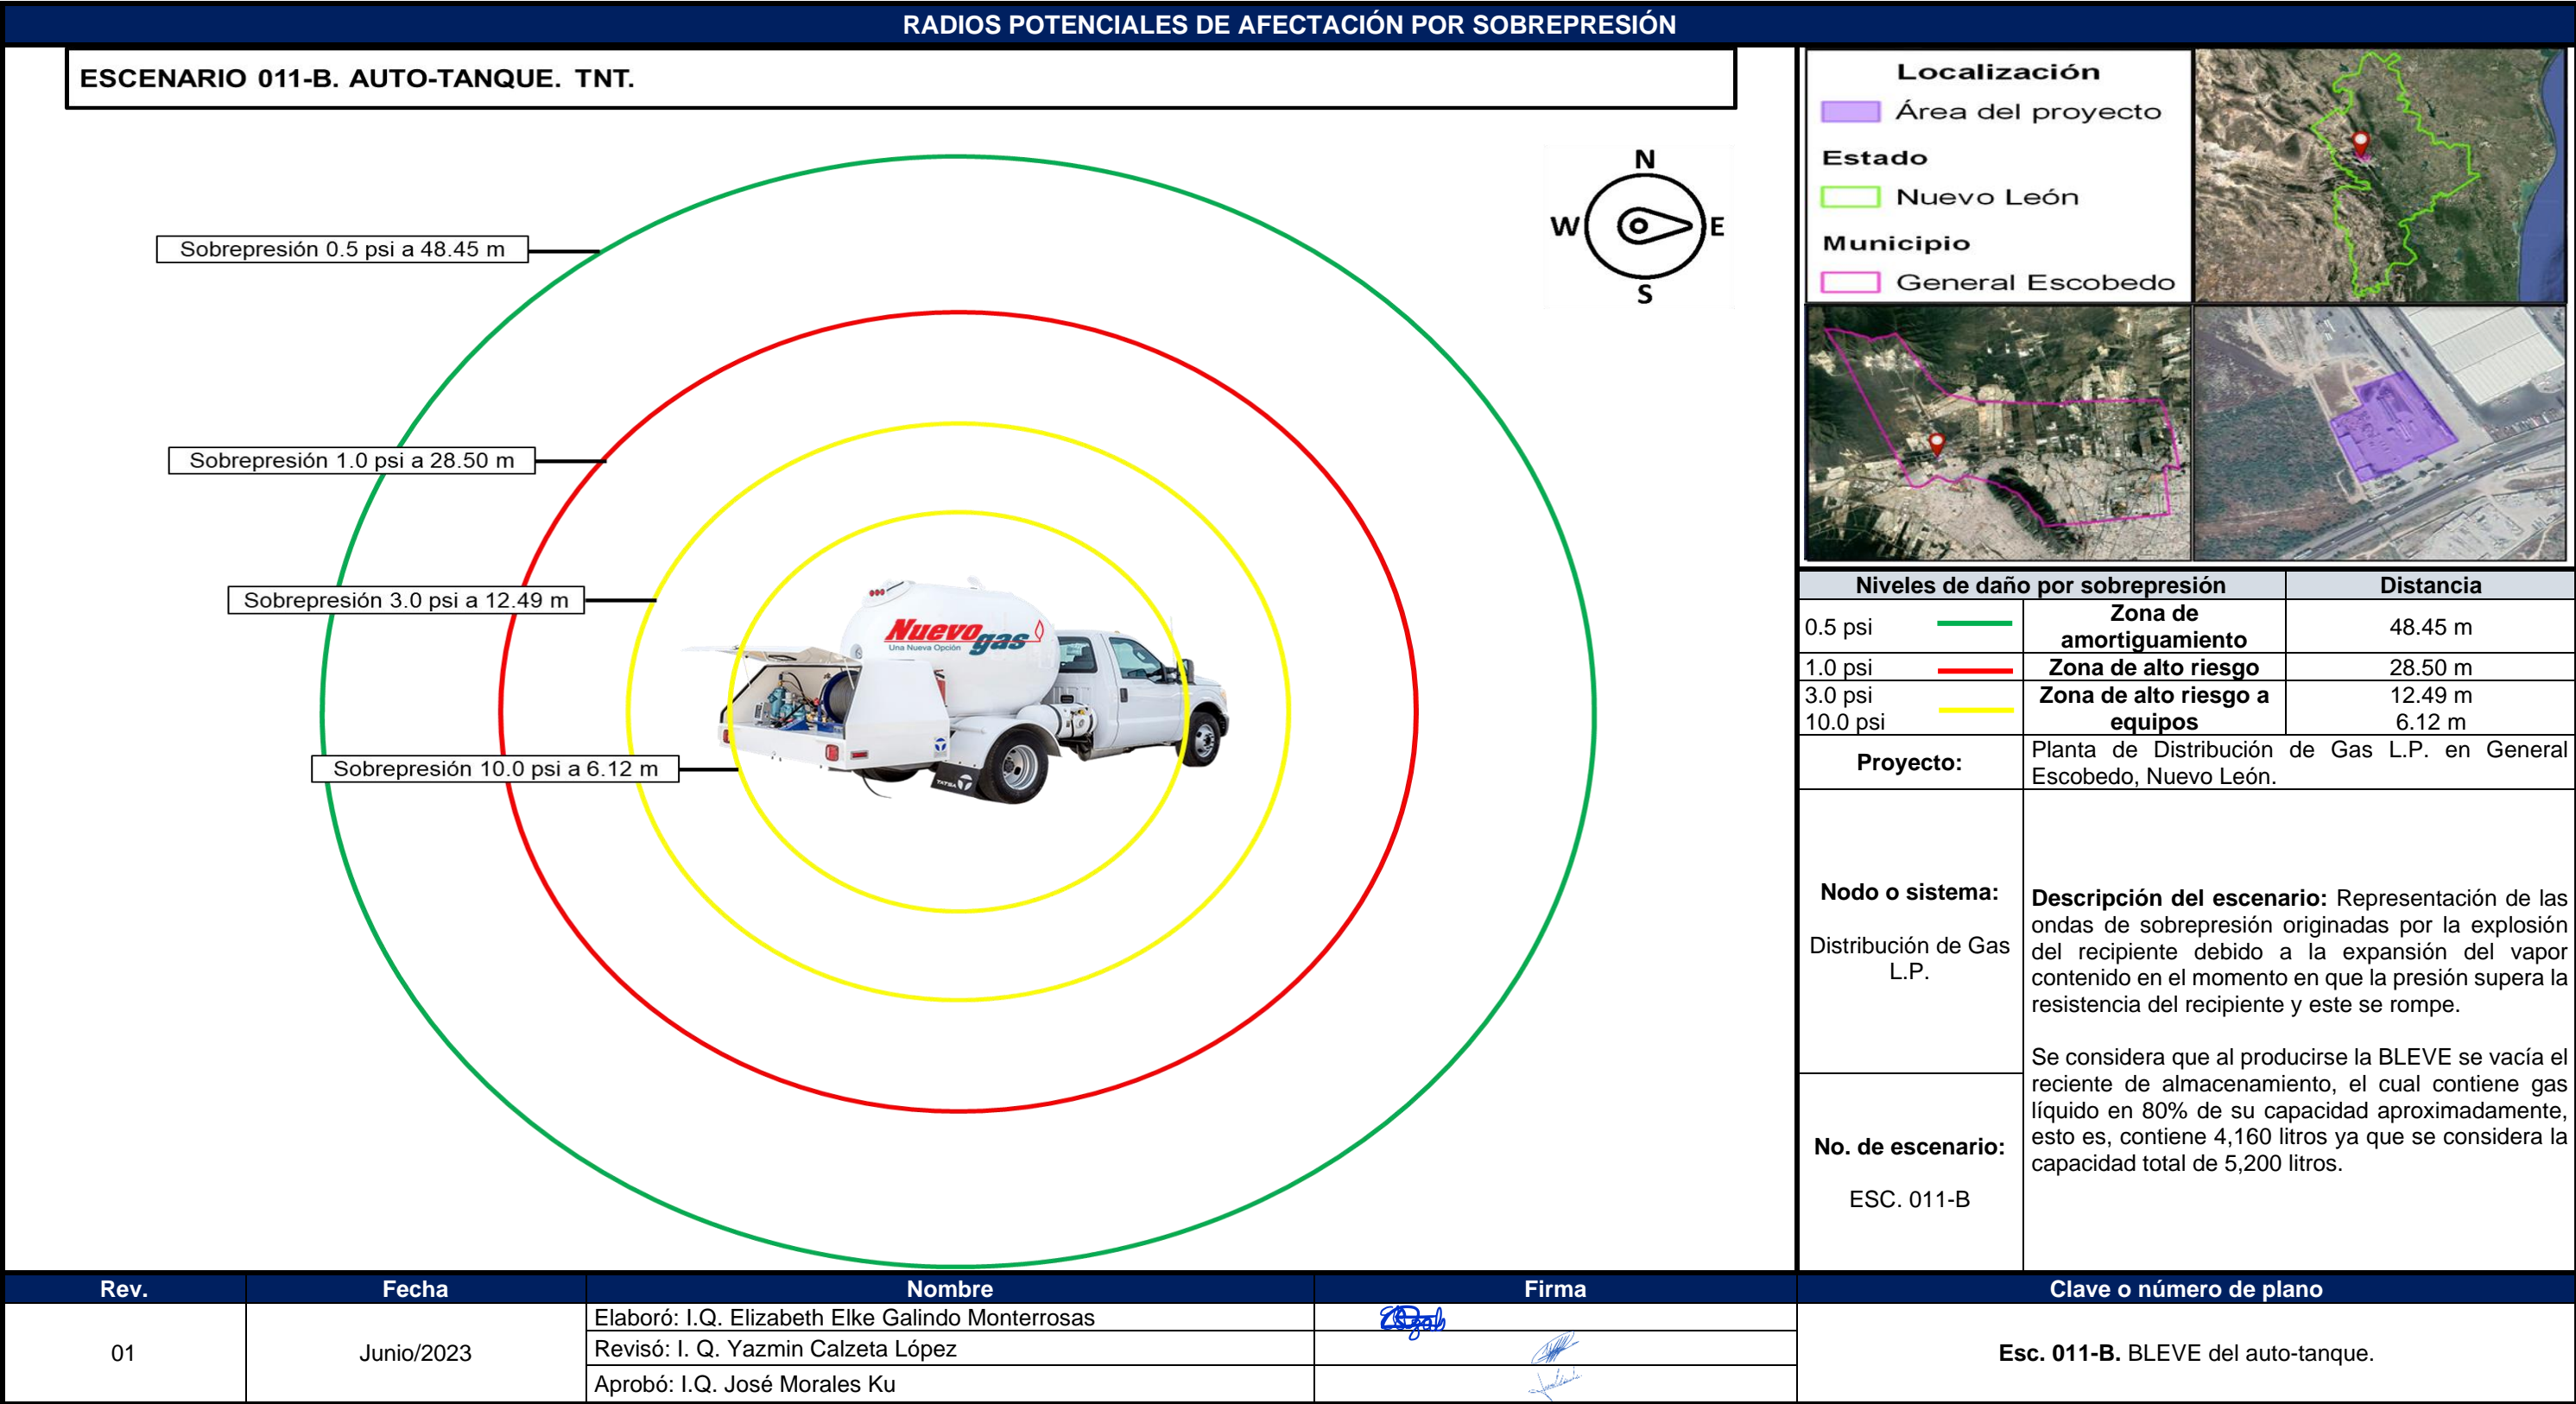 RADIOS POTENCIALES DE AFECTACIÓN POR SOBREPRESIÓN
ESCENARIO 011-B. AUTO-TANQUE. TNT.
N
W
E
S
Sobrepresión 0.5 psi a 48.45 m
Sobrepresión 1.0 psi a 28.50 m
Sobrepresión 3.0 psi a 12.49 m
Sobrepresión 10.0 psi a 6.12 m
Nuevo
gas
Una Nueva Opción
TATSA
Localización
Área del proyecto
Estado
Nuevo León
Municipio
General Escobedo
Niveles de daño por sobrepresión
Distancia
0.5 psi
Zona de
amortiguamiento
48.45 m
1.0 psi
Zona de alto riesgo
28.50 m
3.0 psi
10.0 psi
Zona de alto riesgo a
equipos
12.49 m
6.12 m
Proyecto:
Planta de Distribución de Gas L.P. en General
Escobedo, Nuevo León.
Nodo o sistema:
Distribución de Gas
L.P.
No. de escenario:
ESC. 011-B
Descripción del escenario: Representación de las
ondas de sobrepresión originadas por la explosión
del recipiente debido a la expansión del vapor
contenido en el momento en que la presión supera la
resistencia del recipiente y este se rompe.
Se considera que al producirse la BLEVE se vacía el
reciente de almacenamiento, el cual contiene gas
líquido en 80% de su capacidad aproximadamente,
esto es, contiene 4,160 litros ya que se considera la
capacidad total de 5,200 litros.
Rev.
Fecha
Nombre
Firma
Clave o número de plano
01
Junio/2023
Elaboró: I.Q. Elizabeth Elke Galindo Monterrosas
Revisó: I. Q. Yazmin Calzeta López
Aprobó: I.Q. José Morales Ku
Esc. 011-B. BLEVE del auto-tanque.